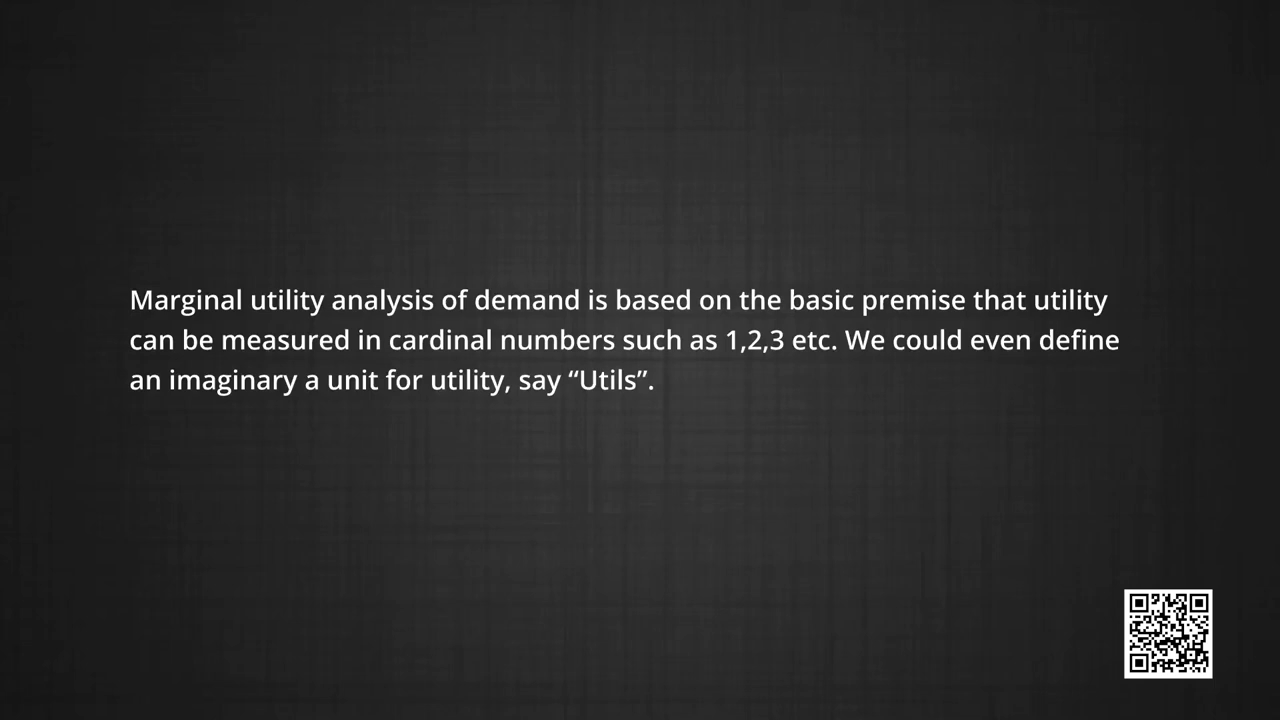 Marginal utility analysis of demand is based on the basic premise that utility
can be measured in cardinal numbers such as 1,2,3 etc. We could even define
an imaginary a unit for utility, say “Utils”.